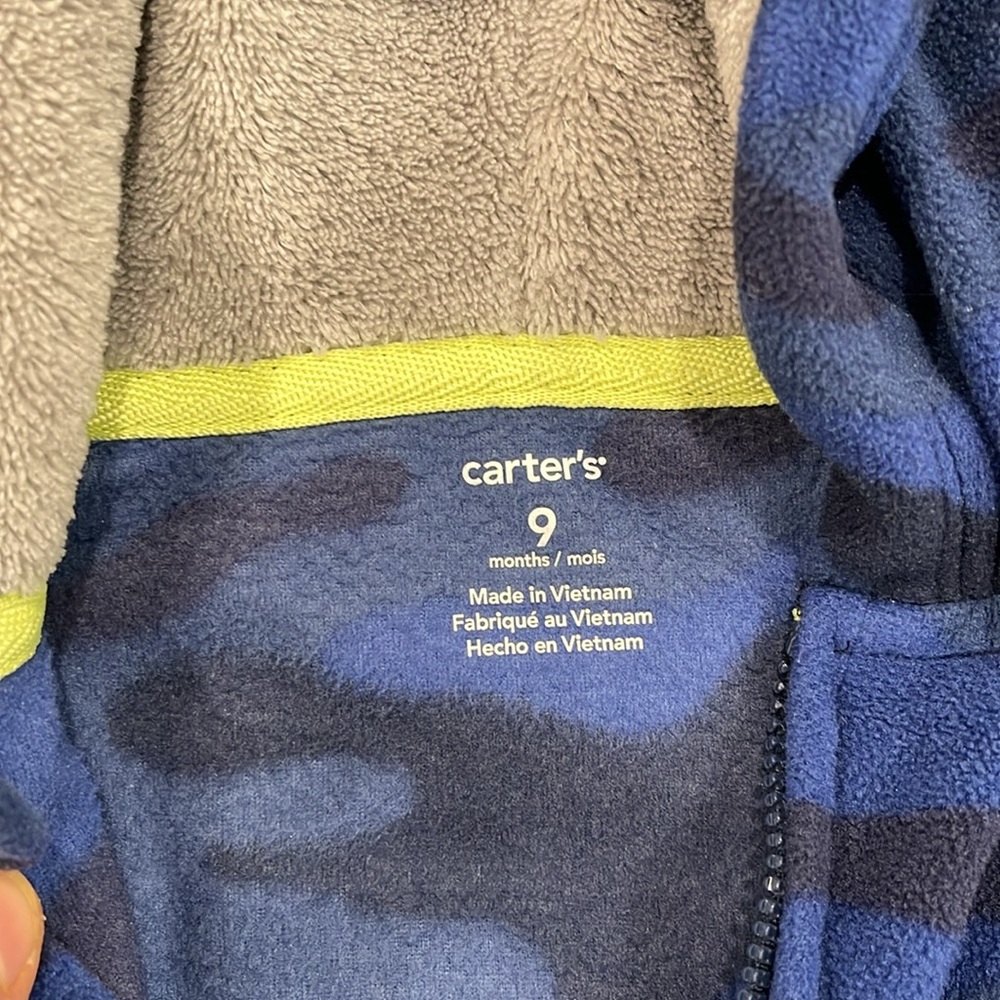 carter's
9
months / mois
Made in Vietnam
Fabriqué au Vietnam
Hecho en Vietnam